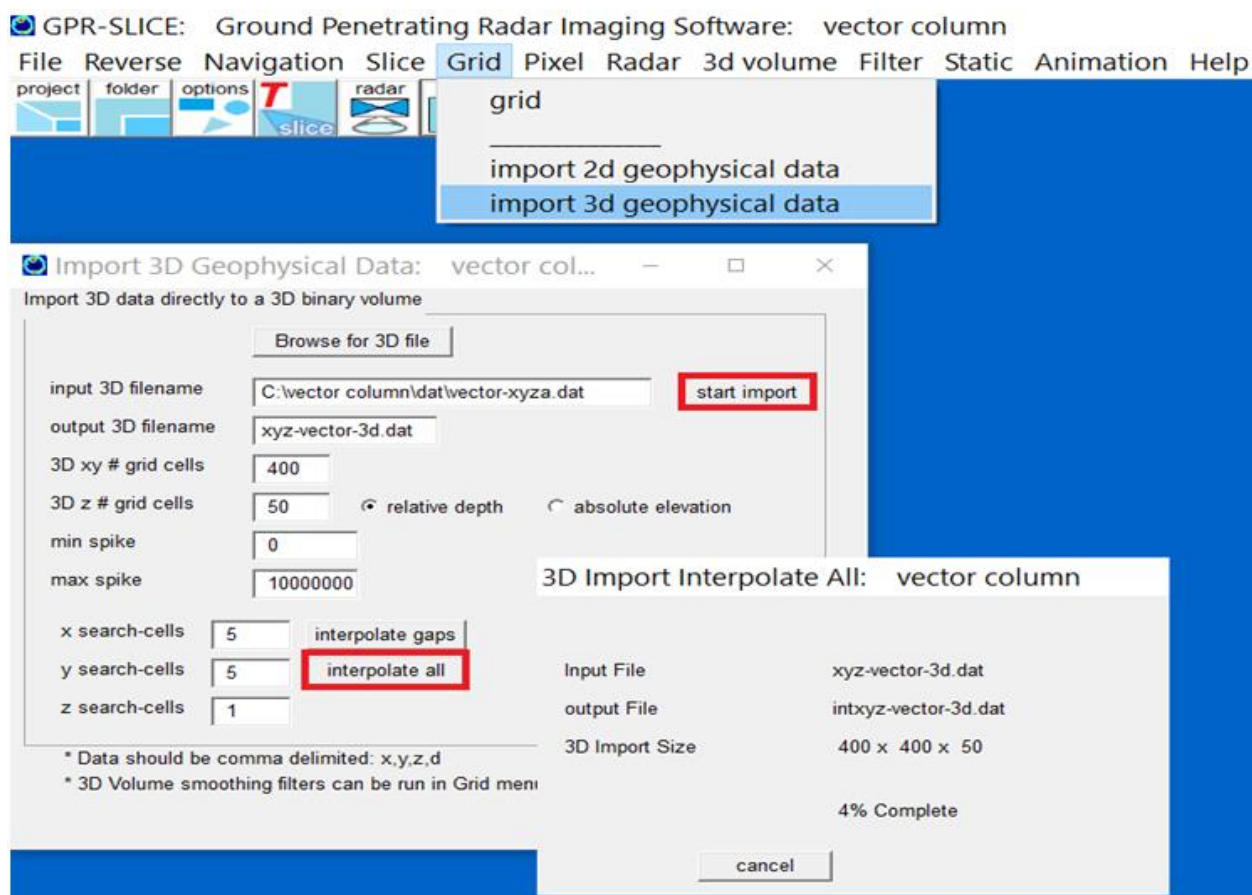 GPR-SLICE: Ground Penetrating Radar Imaging Software: vector column
File Reverse Navigation Slice Grid Pixel Radar 3d volume Filter Static Animation Help
project folder options T slice radar
grid
import 2d geophysical data
import 3d geophysical data
Import 3D Geophysical Data: vector col...
Import 3D data directly to a 3D binary volume
Browse for 3D file
input 3D filename C:\vector column\dat\vector-xyza.dat start import
output 3D filename xyz-vector-3d.dat
3D xy # grid cells 400
3D z # grid cells 50 relative depth absolute elevation
min spike 0
max spike 10000000
x search-cells 5 interpolate gaps
y search-cells 5 interpolate all
z search-cells 1
* Data should be comma delimited: x,y,z,d
* 3D Volume smoothing filters can be run in Grid menu
3D Import Interpolate All: vector column
Input File xyz-vector-3d.dat
output File intxyz-vector-3d.dat
3D Import Size 400 x 400 x 50
4% Complete
cancel